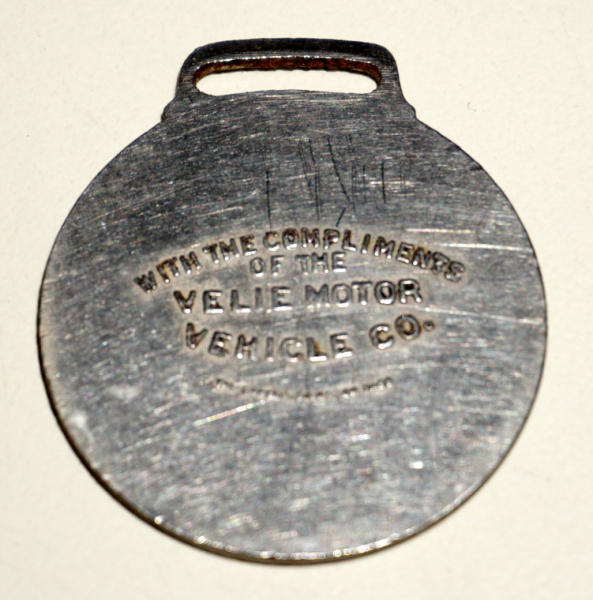 WITH THE COMPLIMENTS
OF THE
VELIE MOTOR
VEHICLE CO.